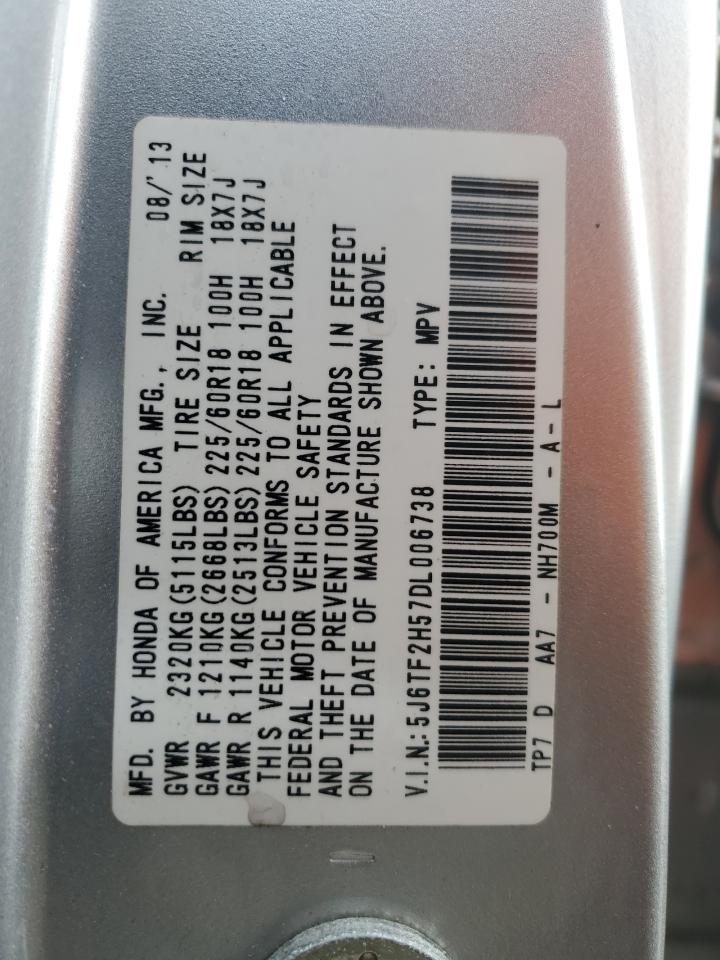 MFD. BY HONDA OF AMERICA MFG., INC. 08/'13
GVWR 2320KG(5115LBS) TIRE SIZE RIM SIZE
GAWR F 1210KG(2668LBS) 225/60R18 100H 18X7J
GAWR R 1140KG(2513LBS) 225/60R18 100H 18X7J
THIS VEHICLE CONFORMS TO ALL APPLICABLE
FEDERAL MOTOR VEHICLE SAFETY
AND THEFT PREVENTION STANDARDS IN EFFECT
ON THE DATE OF MANUFACTURE SHOWN ABOVE.
V.I.N.: 5J6TF2H57DL006738 TYPE: MPV
TP7 D AA7 - NH700M - A - L